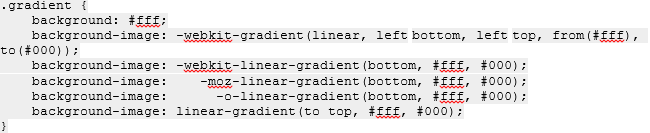 .gradient {
    background: #fff;
    background-image: -webkit-gradient(linear, left bottom, left top, from(#fff),
to(#000));
    background-image: -webkit-linear-gradient(bottom, #fff, #000);
    background-image:    -moz-linear-gradient(bottom, #fff, #000);
    background-image:      -o-linear-gradient(bottom, #fff, #000);
    background-image: linear-gradient(to top, #fff, #000);
}